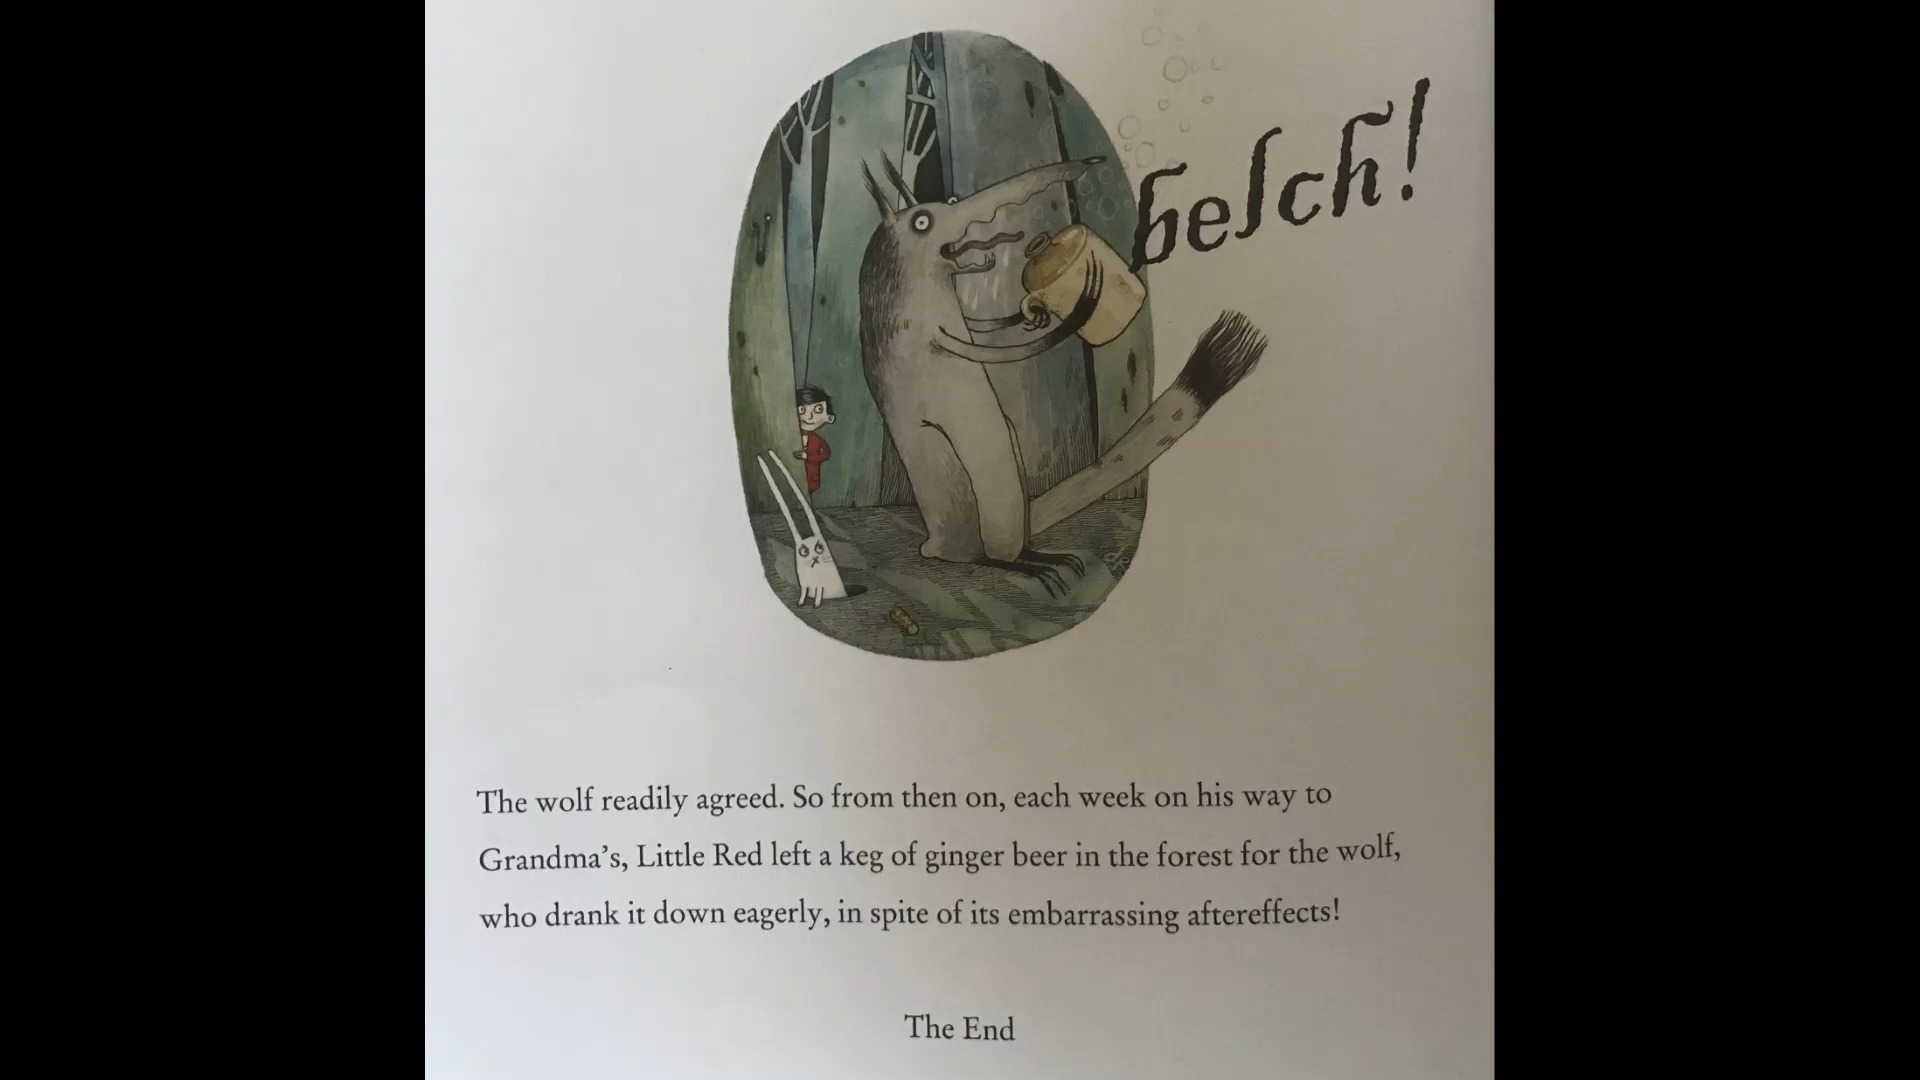 belch!
The wolf readily agreed. So from then on, each week on his way to
Grandma's, Little Red left a keg of ginger beer in the forest for the wolf,
who drank it down eagerly, in spite of its embarrassing aftereffects!
The End